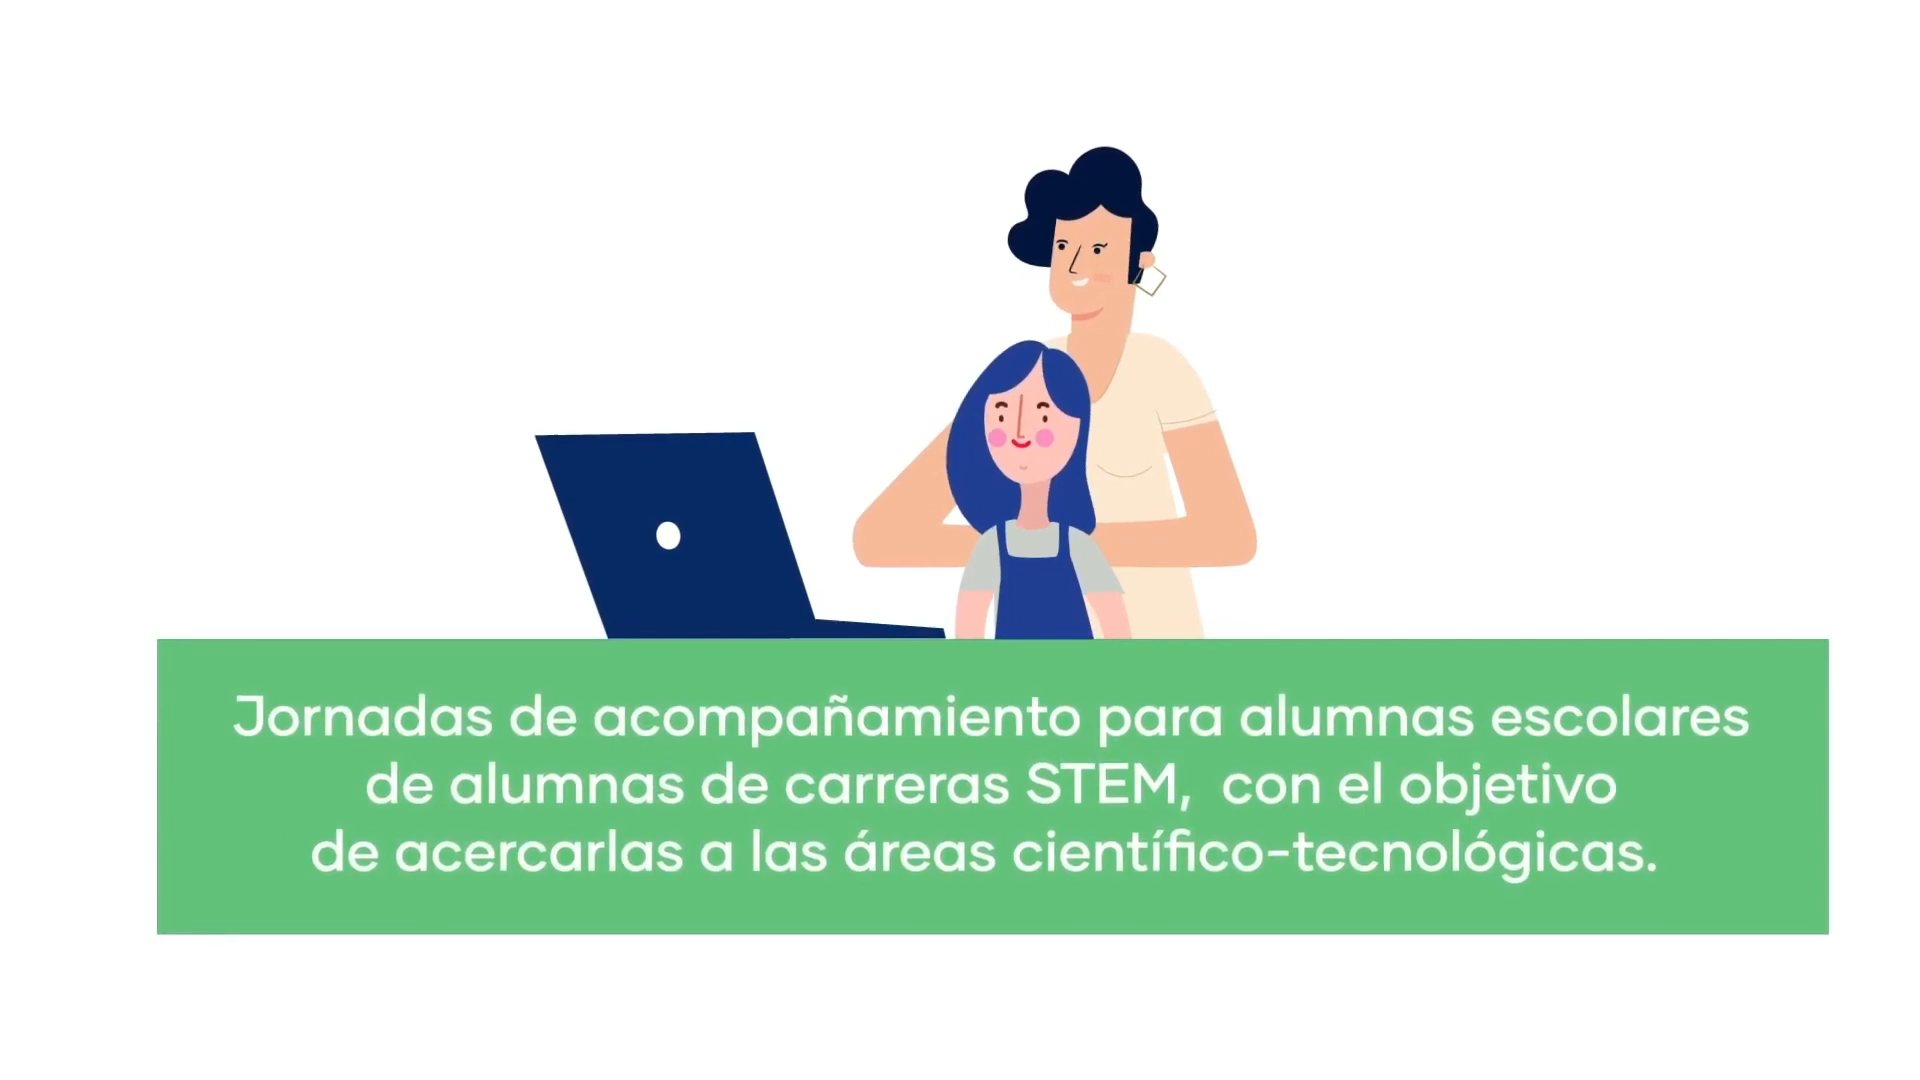 Jornadas de acompañamiento para alumnas escolares
de alumnas de carreras STEM, con el objetivo
de acercarlas a las áreas científico-tecnológicas.